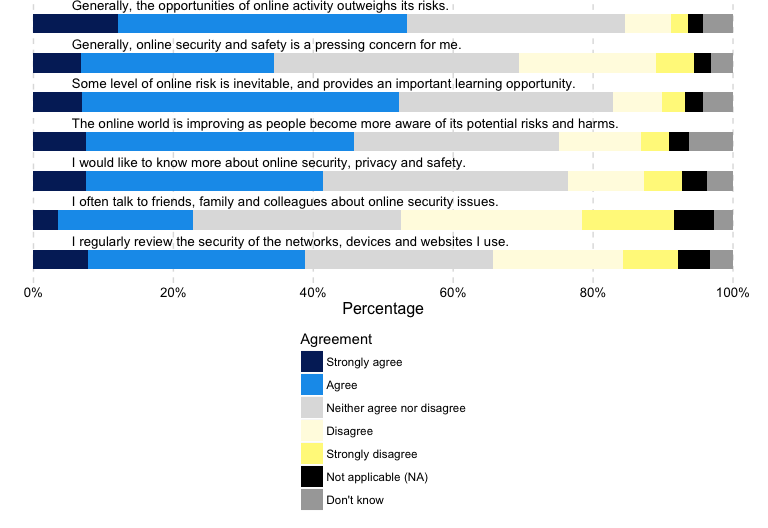 Generally, the opportunities of online activity outweighs its risks.
Generally, online security and safety is a pressing concern for me.
Some level of online risk is inevitable, and provides an important learning opportunity.
The online world is improving as people become more aware of its potential risks and harms.
I would like to know more about online security, privacy and safety.
I often talk to friends, family and colleagues about online security issues.
I regularly review the security of the networks, devices and websites I use.
0% 20% 40% 60% 80% 100%
Percentage
Agreement
Strongly agree
Agree
Neither agree nor disagree
Disagree
Strongly disagree
Not applicable (NA)
Don't know